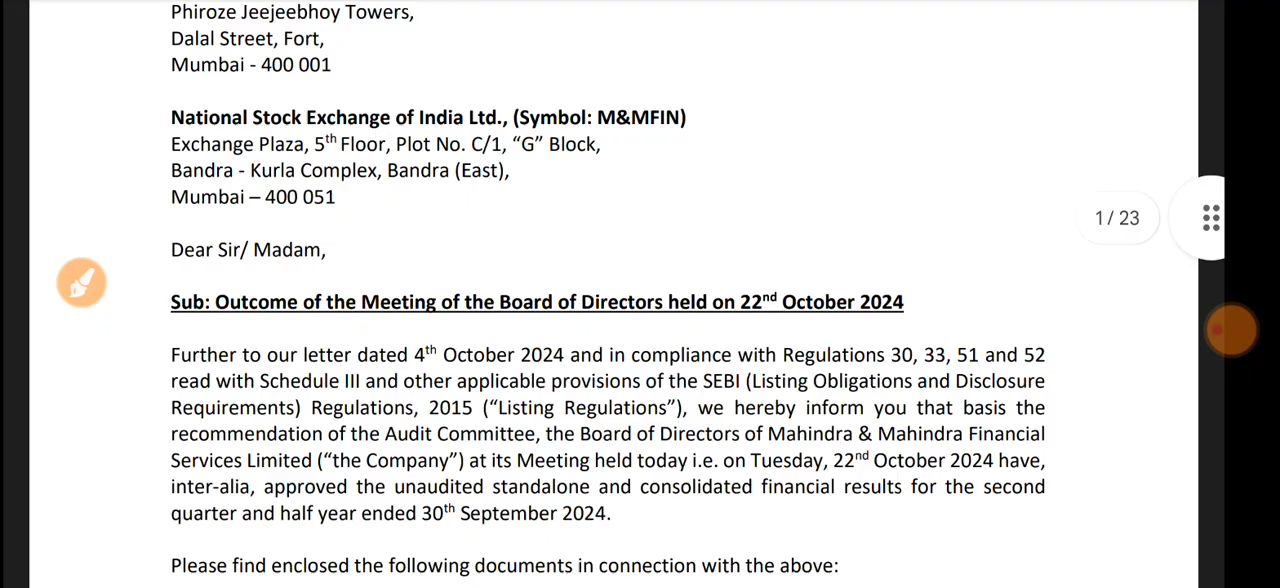 Phiroze Jeejeebhoy Towers,
Dalal Street, Fort,
Mumbai - 400 001
National Stock Exchange of India Ltd., (Symbol: M&MFIN)
Exchange Plaza, 5th Floor, Plot No. C/1, “G” Block,
Bandra - Kurla Complex, Bandra (East),
Mumbai – 400 051
1 / 23
Dear Sir/ Madam,
Sub: Outcome of the Meeting of the Board of Directors held on 22nd October 2024
Further to our letter dated 4th October 2024 and in compliance with Regulations 30, 33, 51 and 52
read with Schedule III and other applicable provisions of the SEBI (Listing Obligations and Disclosure
Requirements) Regulations, 2015 (“Listing Regulations”), we hereby inform you that basis the
recommendation of the Audit Committee, the Board of Directors of Mahindra & Mahindra Financial
Services Limited (“the Company”) at its Meeting held today i.e. on Tuesday, 22nd October 2024 have,
inter-alia, approved the unaudited standalone and consolidated financial results for the second
quarter and half year ended 30th September 2024.
Please find enclosed the following documents in connection with the above: